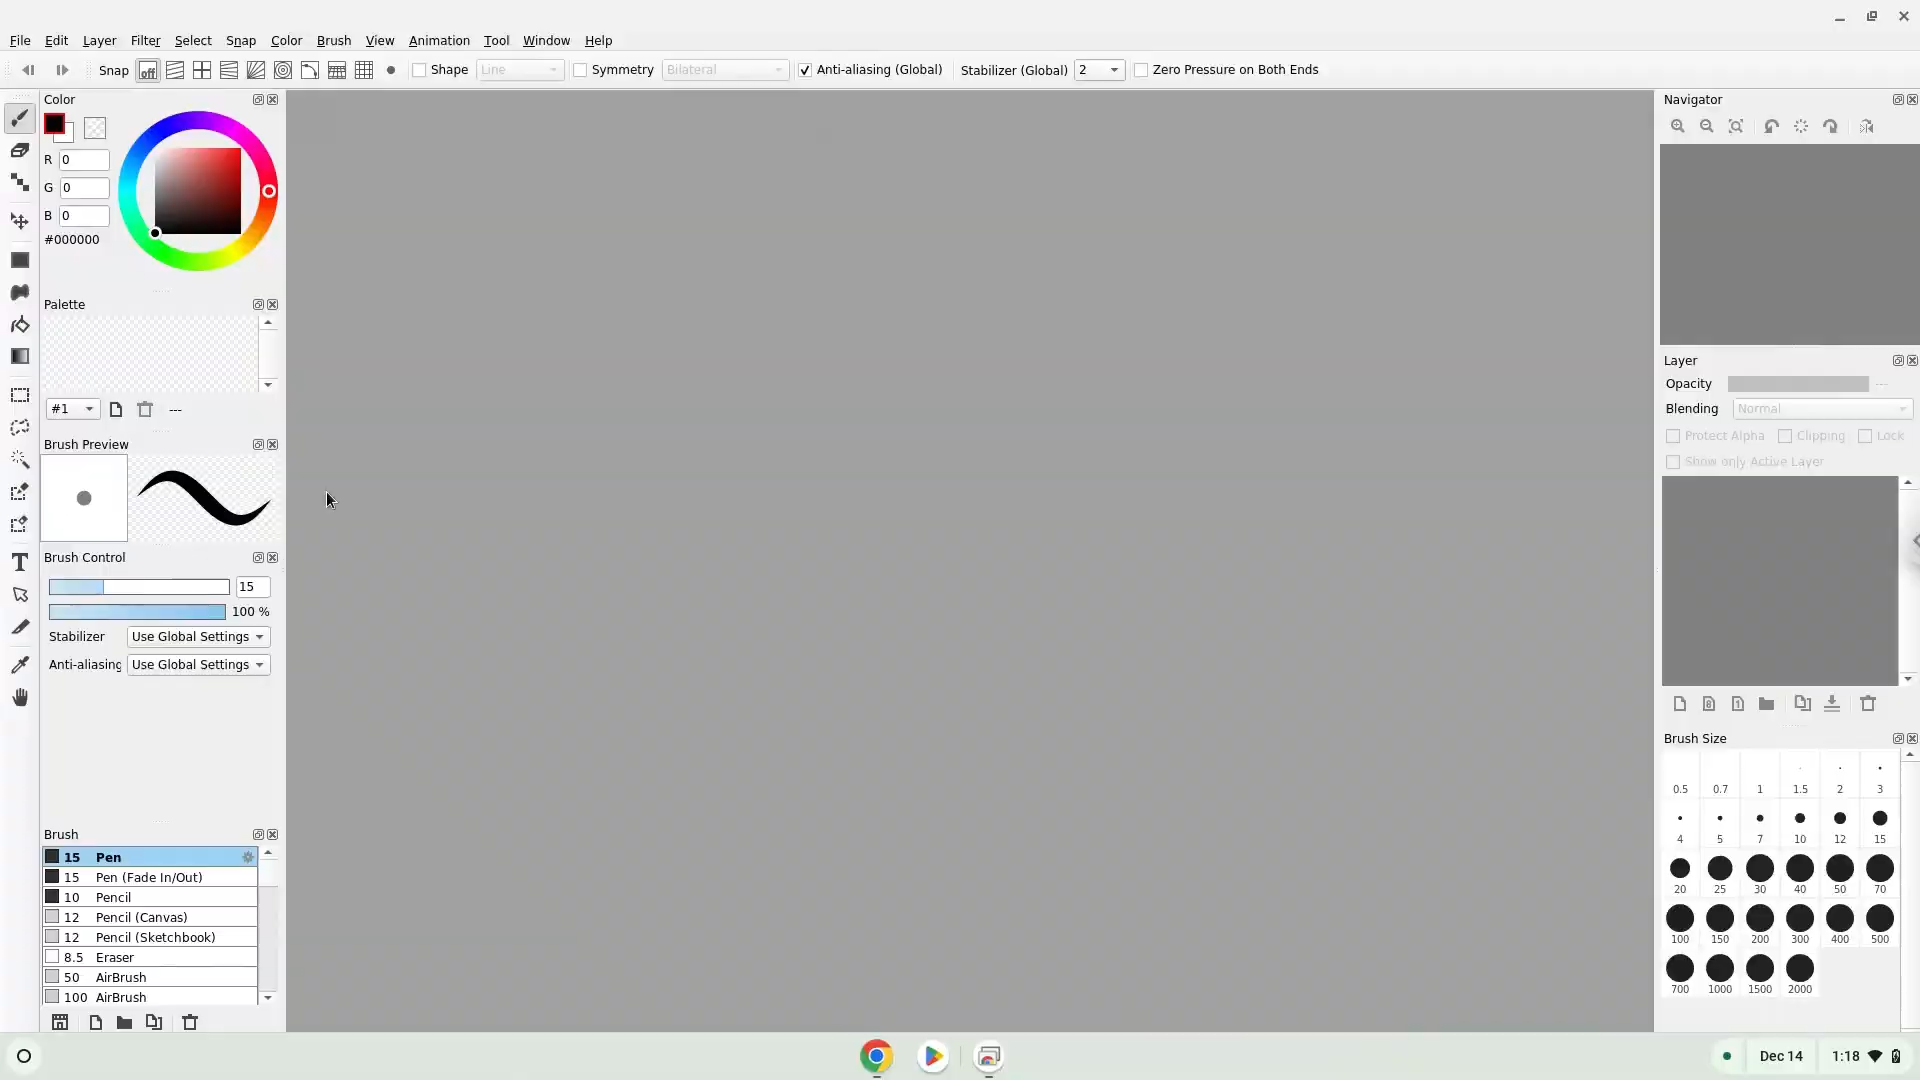 File Edit Layer Filter Select Snap Color Brush View Animation Tool Window Help
Snap off Shape Line Symmetry Bilateral Anti-aliasing (Global) Stabilizer (Global) 2 Zero Pressure on Both Ends
Color
R 0
G 0
B 0
#000000
Palette
#1 ---
Brush Preview
Brush Control
15
100 %
Stabilizer Use Global Settings
Anti-aliasing Use Global Settings
Brush
15 Pen
15 Pen (Fade In/Out)
10 Pencil
12 Pencil (Canvas)
12 Pencil (Sketchbook)
8.5 Eraser
50 AirBrush
100 AirBrush
Navigator
Layer
Opacity ---
Blending Normal
Protect Alpha Clipping Lock
Show only Active Layer
8 1
Brush Size
0.5 0.7 1 1.5 2 3
4 5 7 10 12 15
20 25 30 40 50 70
100 150 200 300 400 500
700 1000 1500 2000
Dec 14 1:18